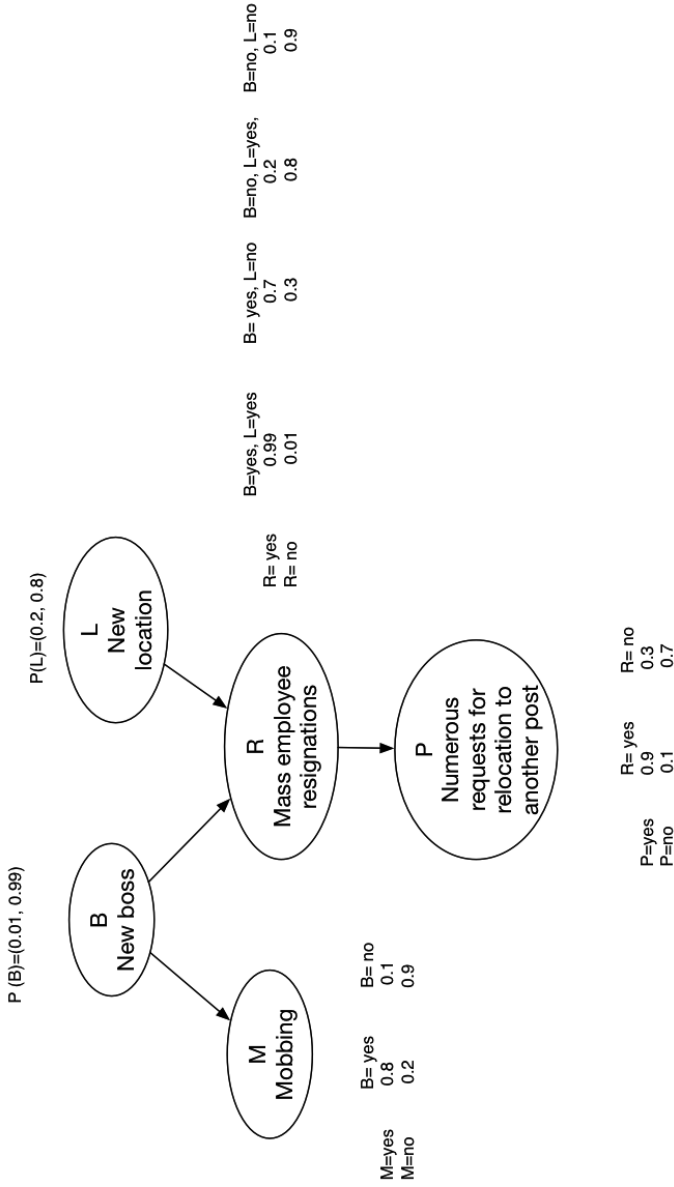 P (B)=(0.01, 0.99)
P(L)=(0.2, 0.8)
B
New boss
L
New
location
M
Mobbing
R
Mass employee
resignations
B=yes, L=yes B= yes, L=no B=no, L=yes, B=no, L=no
R= yes 0.99 0.7 0.2 0.1
R= no 0.01 0.3 0.8 0.9
B= yes B= no
M=yes 0.8 0.1
M=no 0.2 0.9
P
Numerous
requests for
relocation to
another post
R= yes R= no
P=yes 0.9 0.3
P=no 0.1 0.7